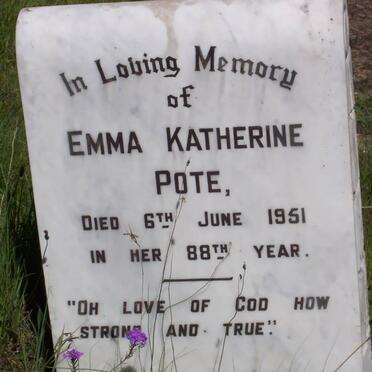 In Loving Memory
of
EMMA KATHERINE
POTE,
DIED 6TH JUNE 1951
IN HER 88TH YEAR.
"OH LOVE OF GOD HOW
STRONG AND TRUE."